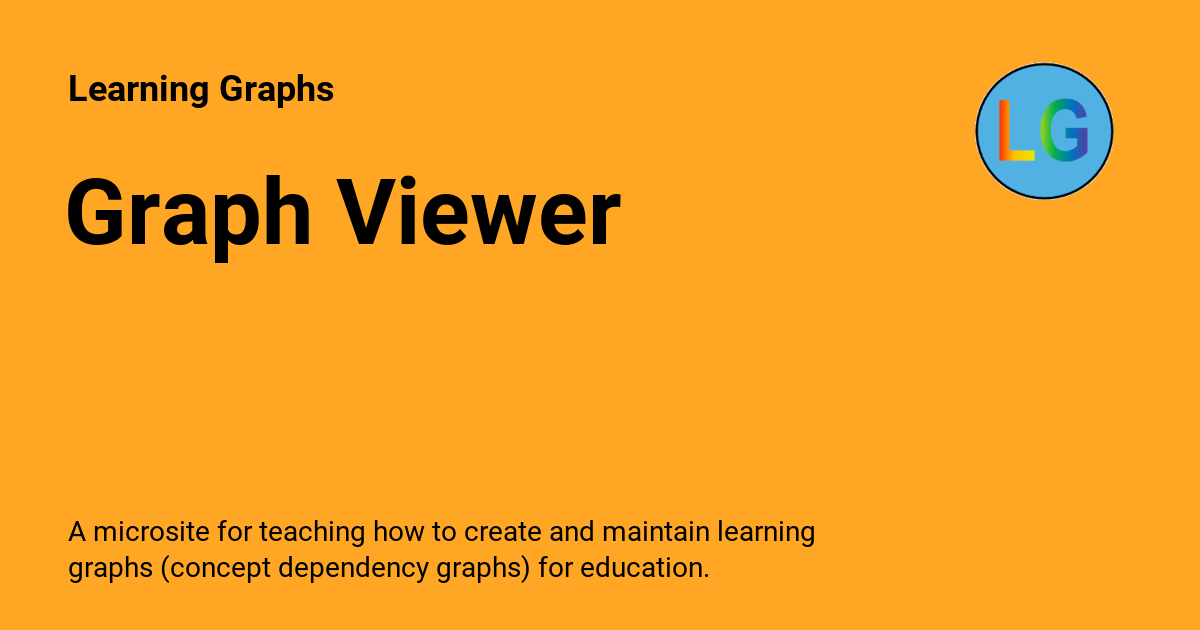 Learning Graphs
LG
Graph Viewer
A microsite for teaching how to create and maintain learning
graphs (concept dependency graphs) for education.